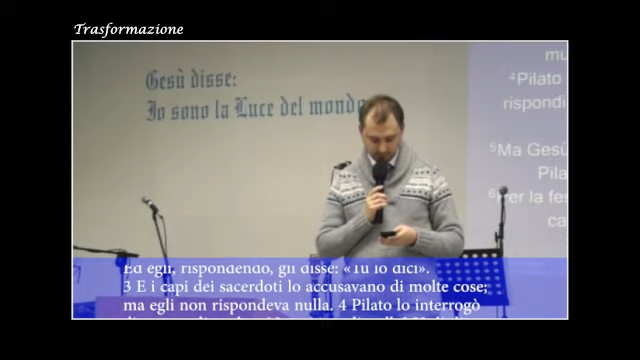 Trasformazione
Gesù disse:
Io sono la Luce del mondo
mu
⁴Pilato
rispondi
⁵Ma Gesù
Pila
⁶Per la fes
ca
Ed egli, rispondendo, gli disse: «Tu lo dici».
3 E i capi dei sacerdoti lo accusavano di molte cose;
ma egli non rispondeva nulla. 4 Pilato lo interrogò